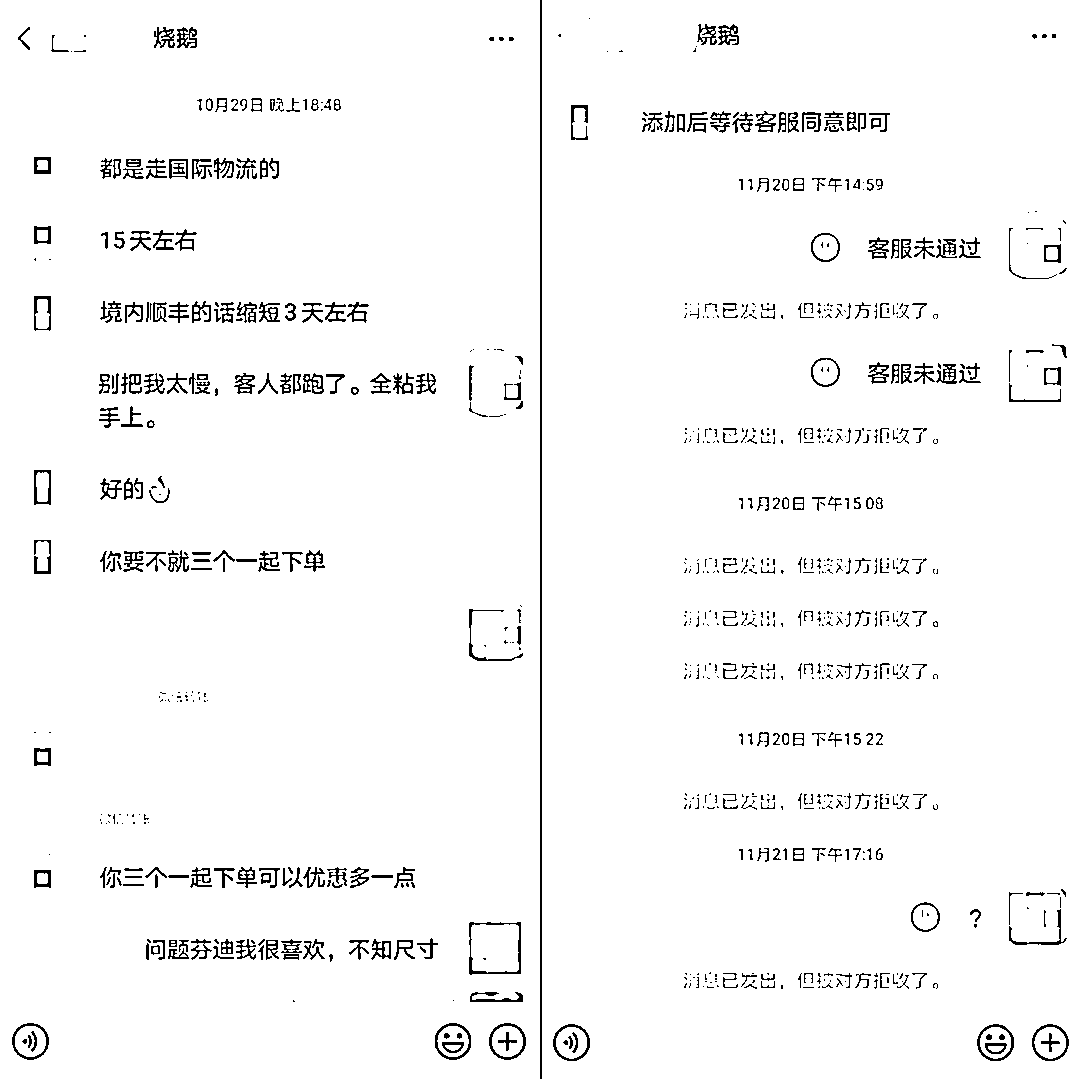 烧鹅
10月29日 晚上18:48
都是走国际物流的
15天左右
境内顺丰的话缩短3天左右
别把我太慢，客人都跑了。全粘我
手上。
好的
你要不就三个一起下单
你三个一起下单可以优惠多一点
问题芬迪我很喜欢，不知尺寸
烧鹅
添加后等待客服同意即可
11月20日 下午14:59
客服未通过
消息已发出，但被对方拒收了。
客服未通过
消息已发出，但被对方拒收了。
11月20日 下午15:08
消息已发出，但被对方拒收了。
消息已发出，但被对方拒收了。
消息已发出，但被对方拒收了。
11月20日 下午15:22
消息已发出，但被对方拒收了。
11月21日 下午17:16
？
消息已发出，但被对方拒收了。